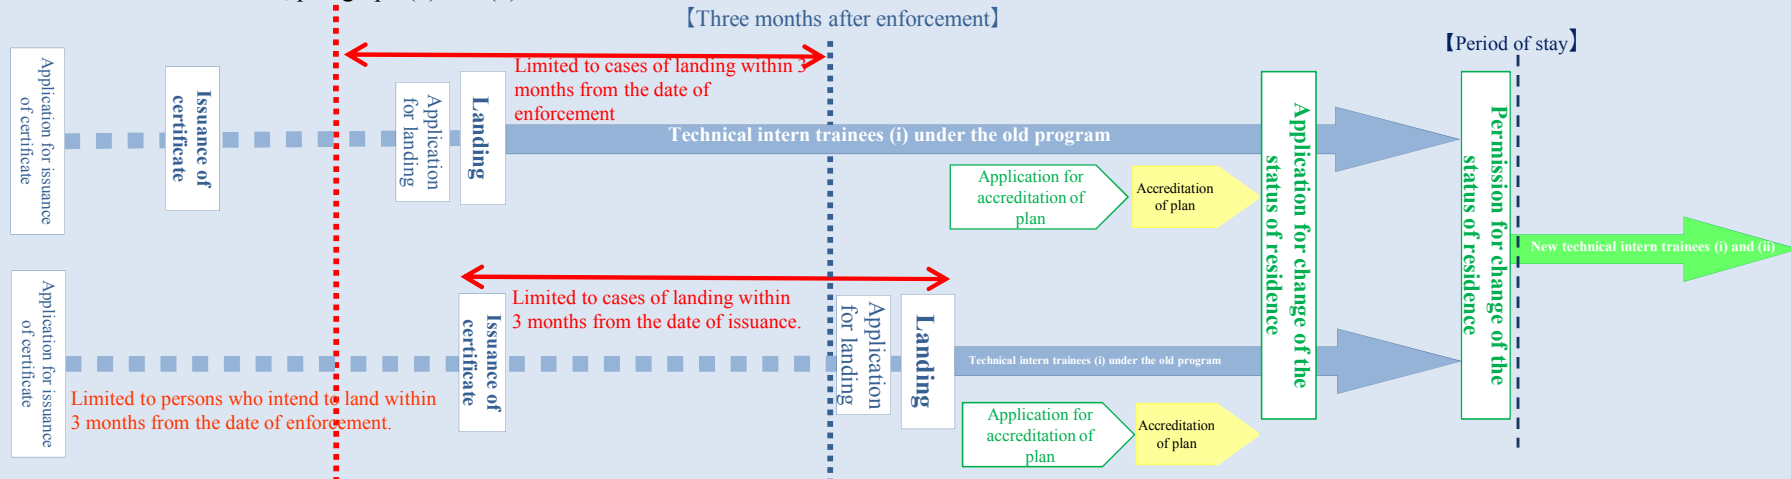 【Three months after enforcement】
【Period of stay】
Application for issuance
of certificate
Issuance of
certificate
Application
for landing
Landing
Limited to cases of landing within 3
months from the date of
enforcement
Technical intern trainees (i) under the old program
Application for
accreditation of
plan
Accreditation
of plan
Application for change of the
status of residence
Permission for change of the
status of residence
New technical intern trainees (i) and (ii)
Application for issuance
of certificate
Limited to persons who intend to land within
3 months from the date of enforcement.
Issuance of
certificate
Limited to cases of landing within
3 months from the date of issuance.
Application
for landing
Landing
Technical intern trainees (i) under the old program
Application for
accreditation of
plan
Accreditation
of plan